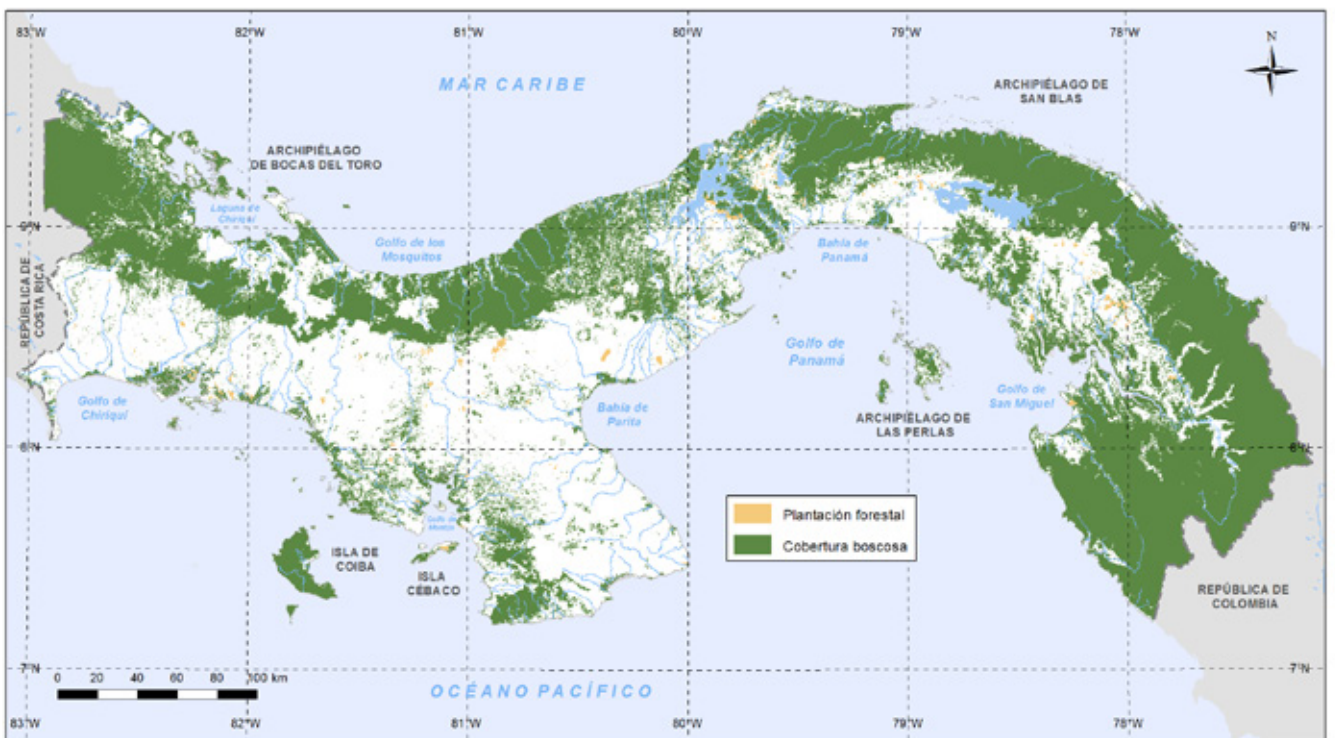 83°W 82°W 81°W 80°W 79°W 78°W
N
MAR CARIBE
ARCHIPIÉLAGO DE
SAN BLAS
ARCHIPIÉLAGO
DE BOCAS DEL TORO
Laguna de
Chiriquí
9°N 9°N
Golfo de los
Mosquitos
Bahía de
Panamá
REPÚBLICA DE
COSTA RICA
Golfo de
Panamá
Golfo de
Chiriquí
Bahía de
Parita
Golfo de
San Miguel
ARCHIPIÉLAGO DE
LAS PERLAS
8°N 8°N
Plantación forestal
Cobertura boscosa
Golfo de
Montijo
ISLA DE
COIBA
ISLA
CÉBACO
REPÚBLICA DE
COLOMBIA
7°N 7°N
0 20 40 60 80 100 km
OCÉANO PACÍFICO
83°W 82°W 81°W 80°W 79°W 78°W